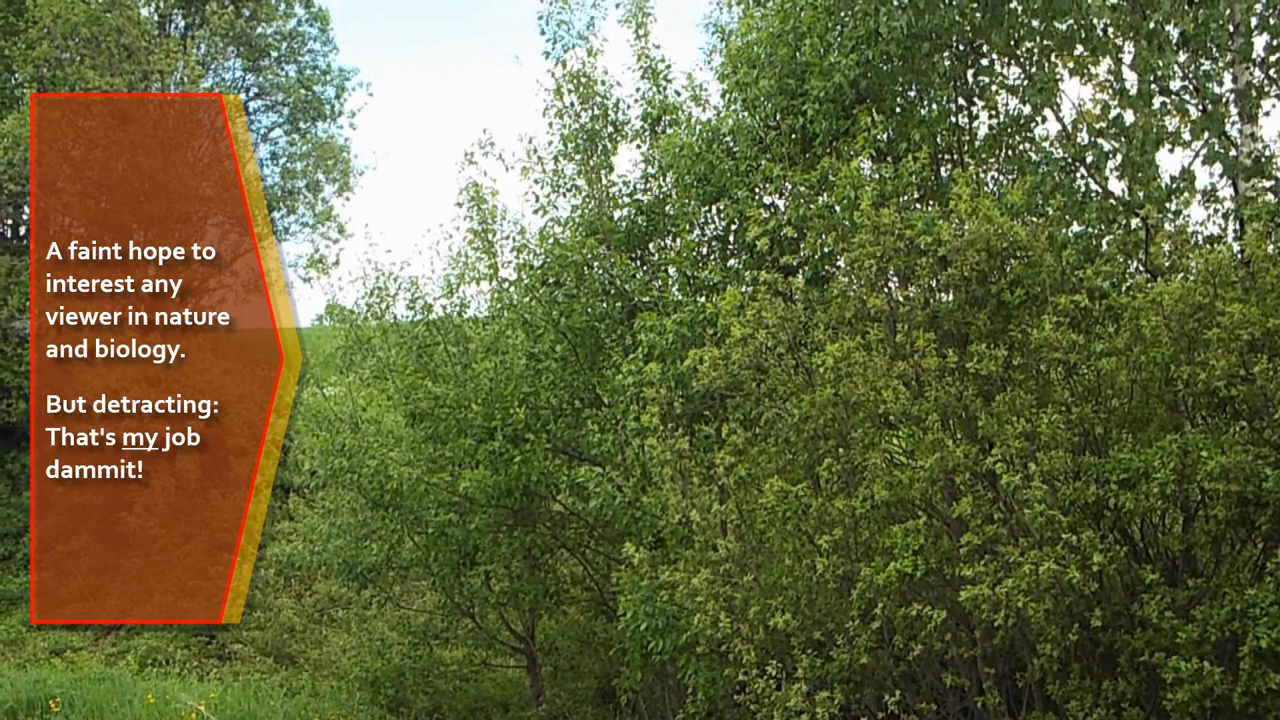 A faint hope to
interest any
viewer in nature
and biology.
But detracting:
That's my job
dammit!